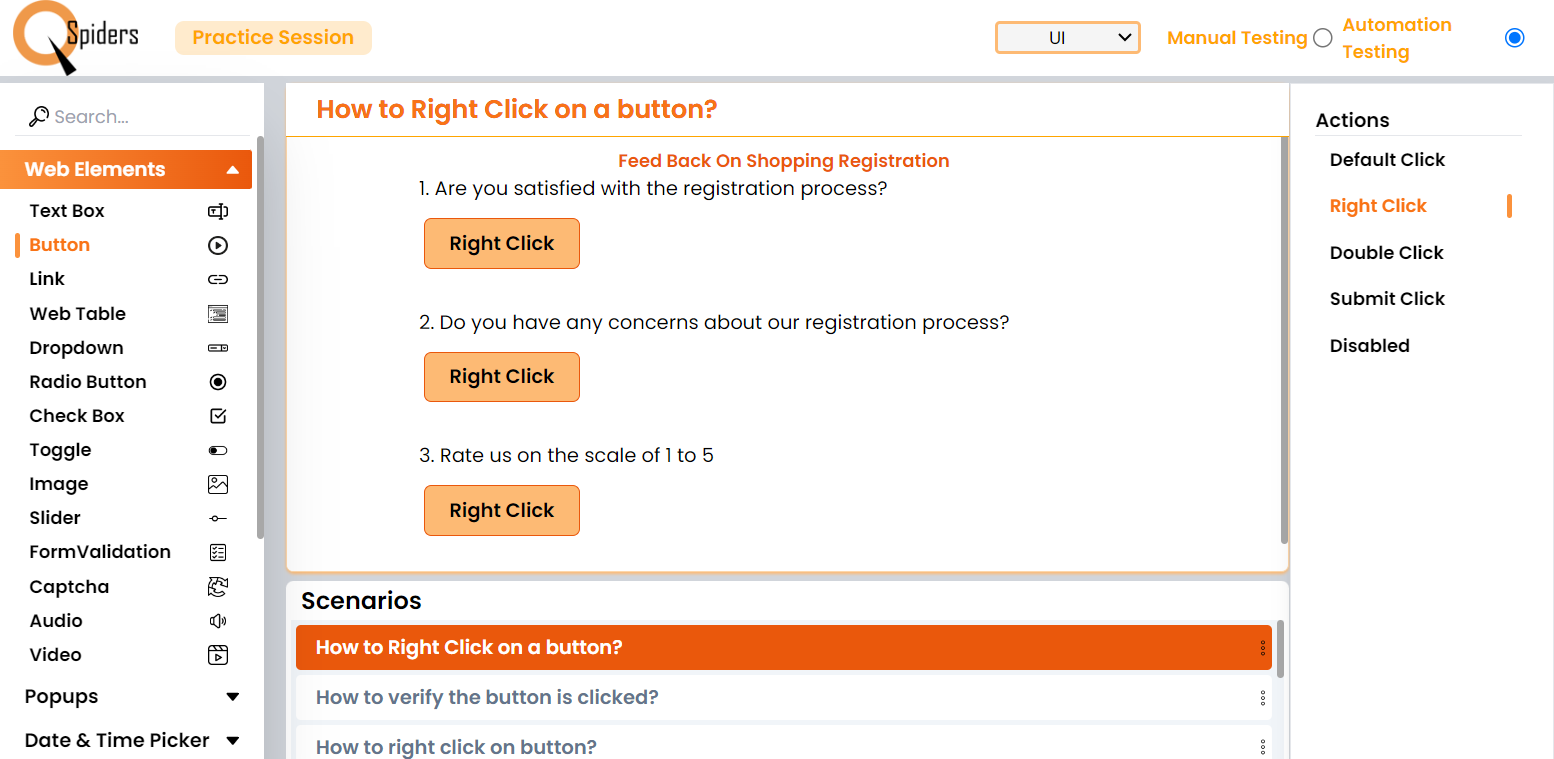 Spiders
Practice Session
UI
Manual Testing
Automation
Testing
Search...
Web Elements
Text Box
Button
Link
Web Table
Dropdown
Radio Button
Check Box
Toggle
Image
Slider
FormValidation
Captcha
Audio
Video
Popups
Date & Time Picker
How to Right Click on a button?
Feed Back On Shopping Registration
1. Are you satisfied with the registration process?
Right Click
2. Do you have any concerns about our registration process?
Right Click
3. Rate us on the scale of 1 to 5
Right Click
Scenarios
How to Right Click on a button?
How to verify the button is clicked?
How to right click on button?
Actions
Default Click
Right Click
Double Click
Submit Click
Disabled